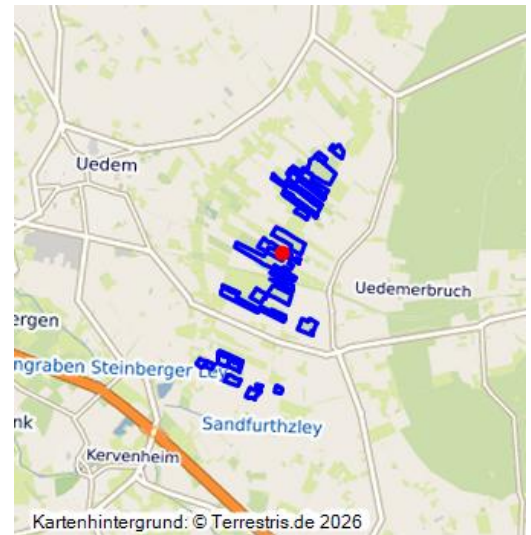 Uedem
Uedemerbruch
ergen
ngraben Steinberger Ley
nk
Sandfurthzley
Kervenheim
Kartenhintergrund: © Terrestris.de 2026